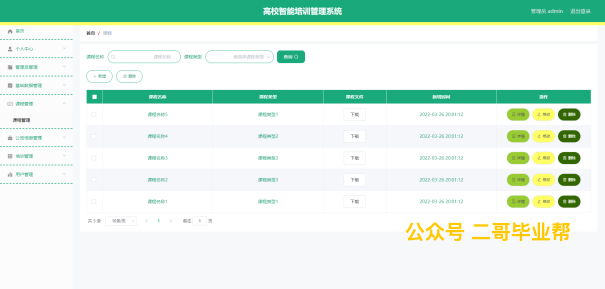 高校智能培训管理系统
管理员 admin 退出登录
首页
首页 / 课程
个人中心
管理员管理
基础数据管理
课程管理
课程管理
公告信息管理
培训管理
用户管理
课程名称 课程名称 课程类型 请选择课程类型 查询
+ 新增 删除
课程名称 课程类型 课程文件 新增时间 操作
课程名称5 课程类型1 下载 2022-03-26 20:01:12 详情 修改 删除
课程名称4 课程类型2 下载 2022-03-26 20:01:12 详情 修改 删除
课程名称3 课程类型1 下载 2022-03-26 20:01:12 详情 修改 删除
课程名称2 课程类型3 下载 2022-03-26 20:01:12 详情 修改 删除
课程名称1 课程类型1 下载 2022-03-26 20:01:12 详情 修改 删除
共 5 条 10条/页 < 1 > 前往 1 页
公众号 二哥毕业帮